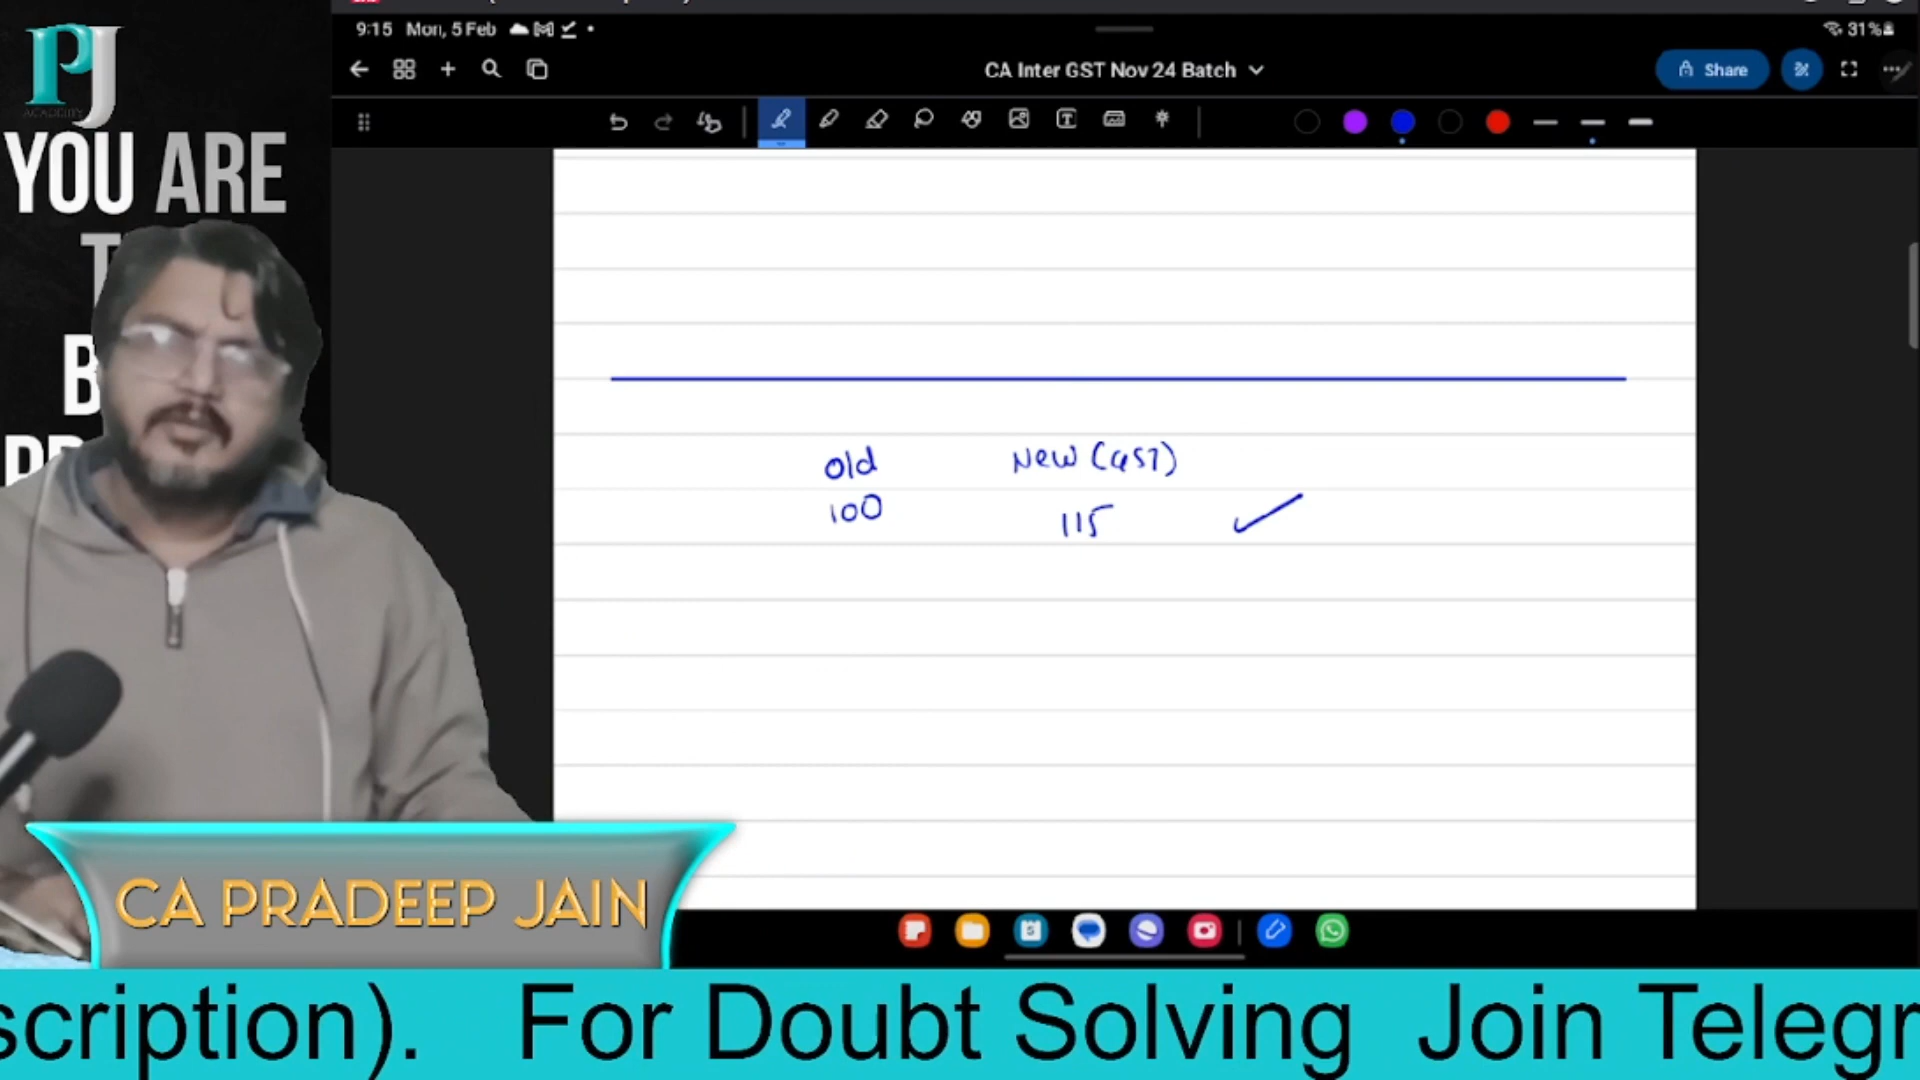 PJ
ACADEMY
YOU ARE
9:15 Mon, 5 Feb
31%
CA Inter GST Nov 24 Batch
Share
Old New (GST)
100 115
CA PRADEEP JAIN
scription). For Doubt Solving Join Telegr